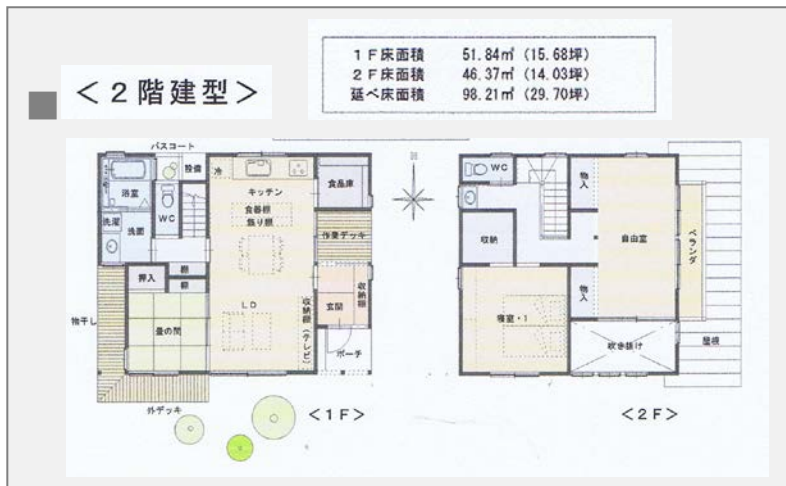 ＜２階建型＞
１Ｆ床面積 51.84㎡（15.68坪）
２Ｆ床面積 46.37㎡（14.03坪）
延べ床面積 98.21㎡（29.70坪）
バスコート
設備
浴室
WC
洗濯
洗面
押入
棚
棚
畳の間
物干し
外デッキ
冷
キッチン
食器棚
飾り棚
ＬＤ
収納棚（テレビ）
食品庫
作業デッキ
玄関
収納棚
ポーチ
＜１Ｆ＞
WC
収納
物入
自由室
ベランダ
物入
寝室・１
吹き抜け
屋根
＜２Ｆ＞